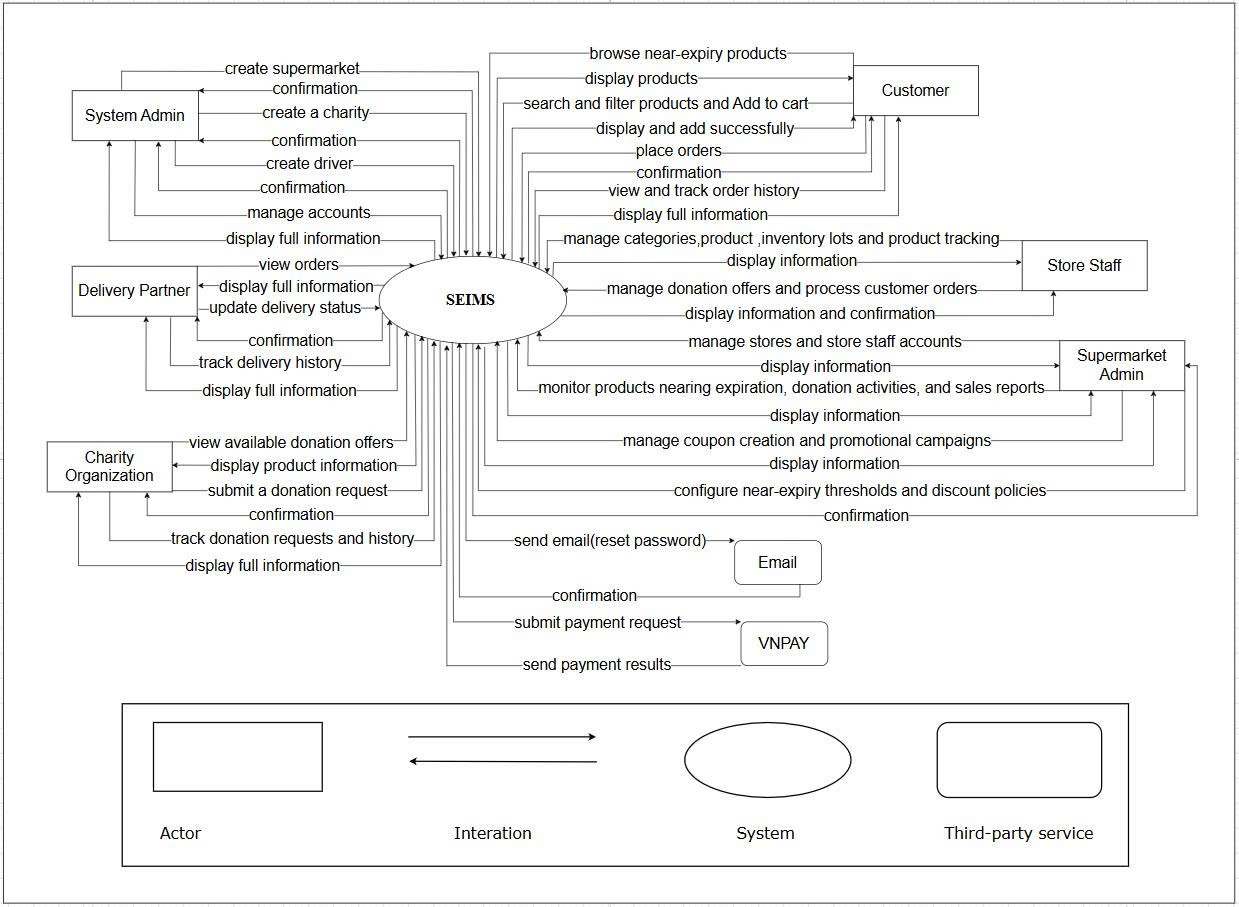 create supermarket
confirmation
System Admin
create a charity
confirmation
create driver
confirmation
manage accounts
display full information
browse near-expiry products
display products
Customer
search and filter products and Add to cart
display and add successfully
place orders
confirmation
view and track order history
display full information
view orders
Delivery Partner
display full information
update delivery status
confirmation
track delivery history
display full information
SEIMS
manage categories,product ,inventory lots and product tracking
display information
Store Staff
manage donation offers and process customer orders
display information and confirmation
manage stores and store staff accounts
Supermarket
Admin
display information
monitor products nearing expiration, donation activities, and sales reports
display information
manage coupon creation and promotional campaigns
display information
configure near-expiry thresholds and discount policies
confirmation
view available donation offers
Charity
Organization
display product information
submit a donation request
confirmation
track donation requests and history
display full information
send email(reset password)
Email
confirmation
submit payment request
VNPAY
send payment results
Actor
Interation
System
Third-party service